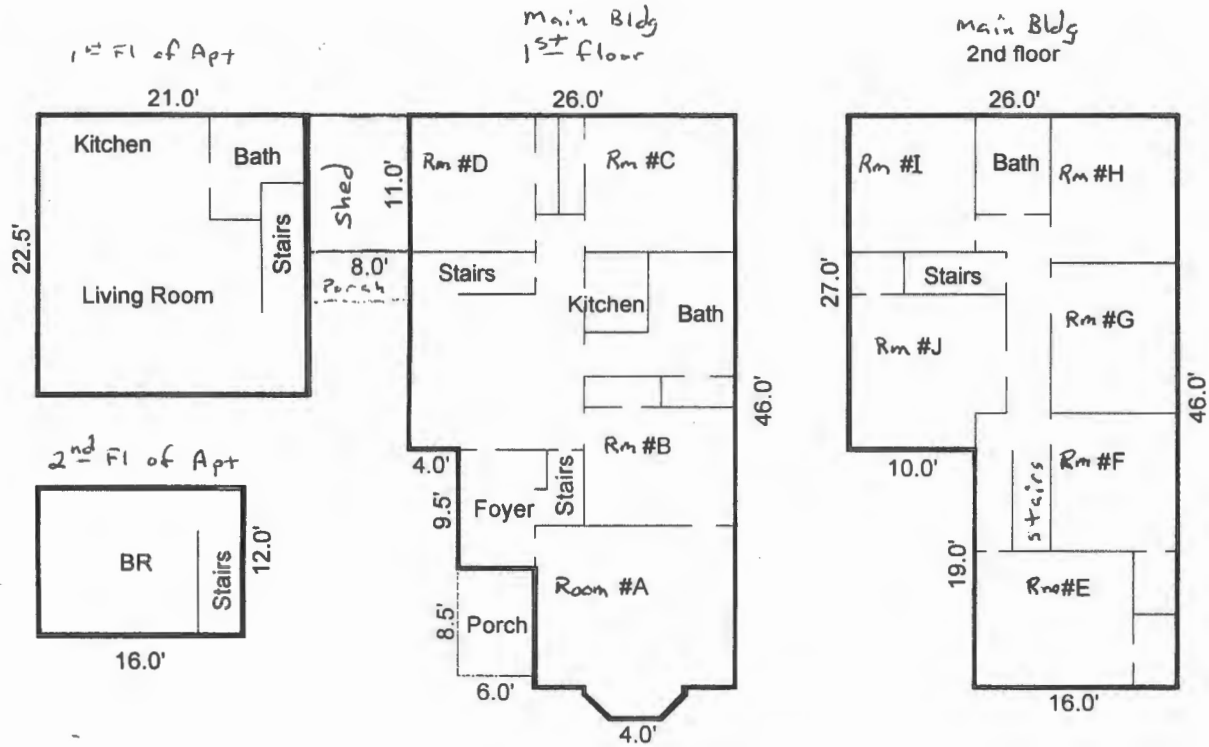 1st Fl of Apt
21.0'
Kitchen
Bath
22.5'
Stairs
Living Room
Shed
8.0'
Porch
2nd Fl of Apt
BR
Stairs
12.0'
16.0'
Main Bldg
1st floor
26.0'
Rm #D
Rm #C
11.0'
Stairs
Kitchen
Bath
46.0'
4.0'
Rm #B
9.5'
Foyer
Stairs
Room #A
8.5'
Porch
6.0'
4.0'
Main Bldg
2nd floor
26.0'
Rm #I
Bath
Rm #H
27.0'
Stairs
Rm #J
Rm #G
46.0'
10.0'
Rm #F
stairs
19.0'
Rm #E
16.0'